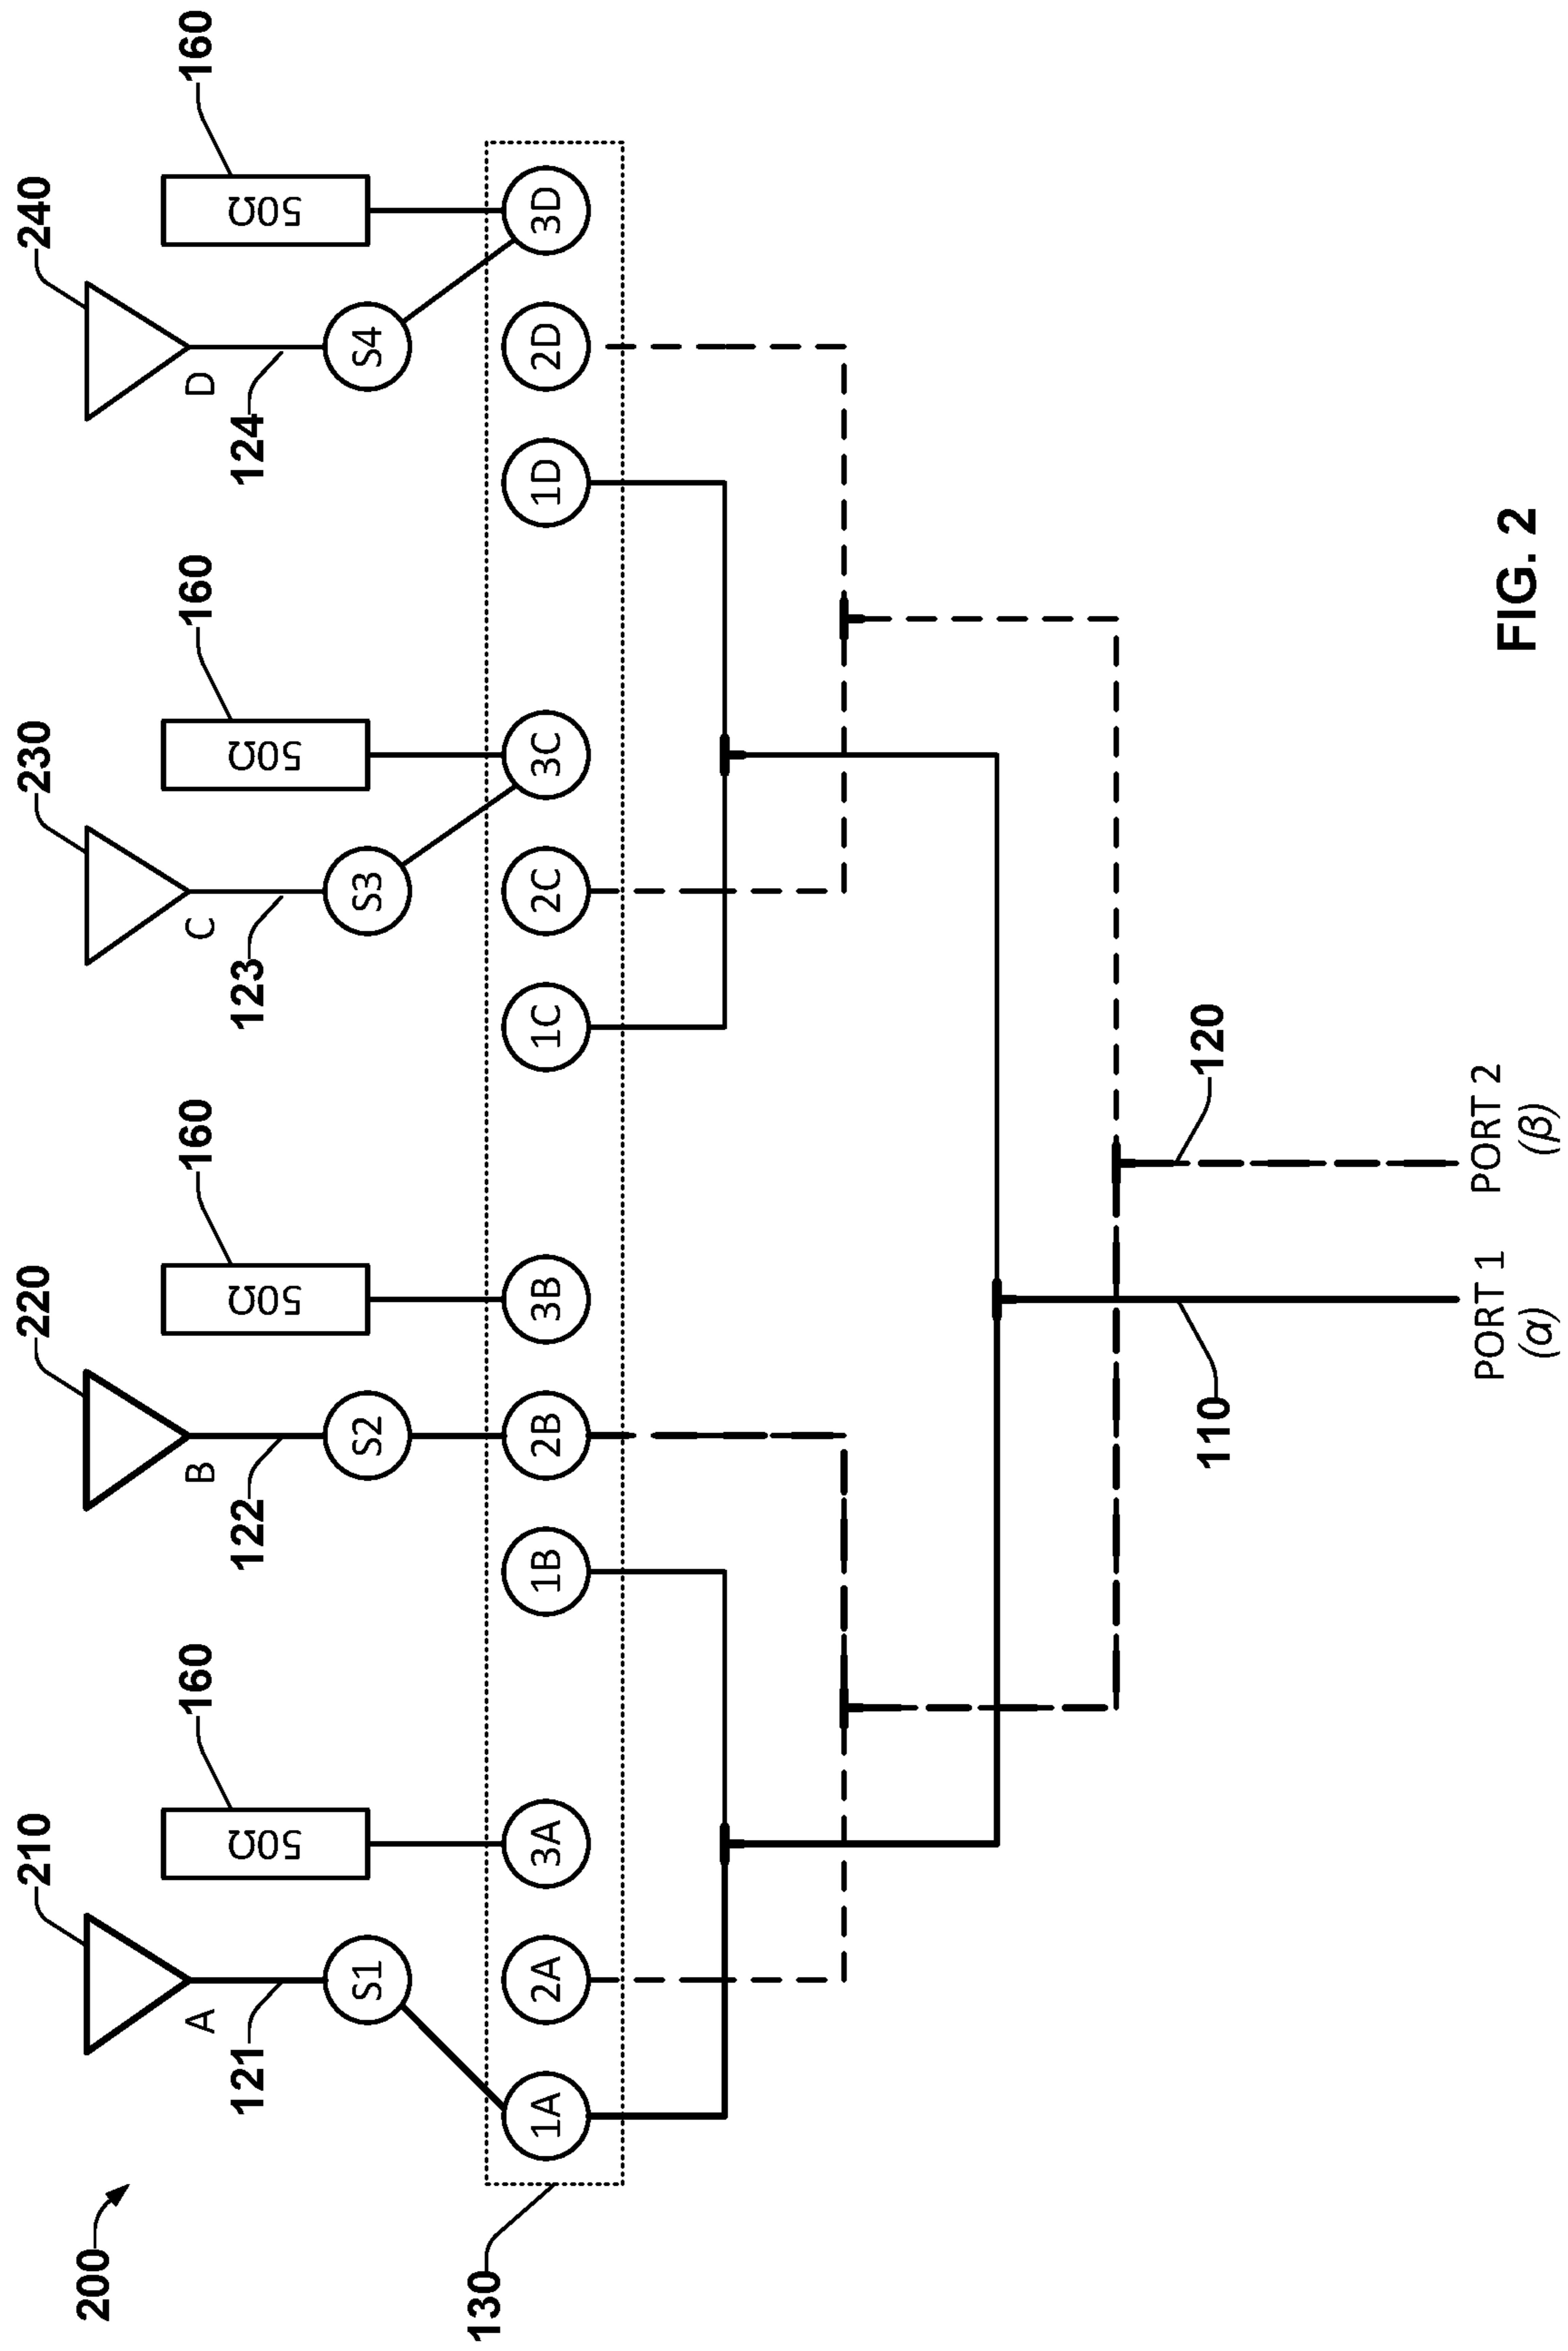 200
210
160
220
160
230
160
240
160
50Ω
50Ω
50Ω
50Ω
A
B
C
D
121
122
123
124
S1
S2
S3
S4
130
1A
2A
3A
1B
2B
3B
1C
2C
3C
1D
2D
3D
110
120
PORT 1
(α)
PORT 2
(β)
FIG. 2